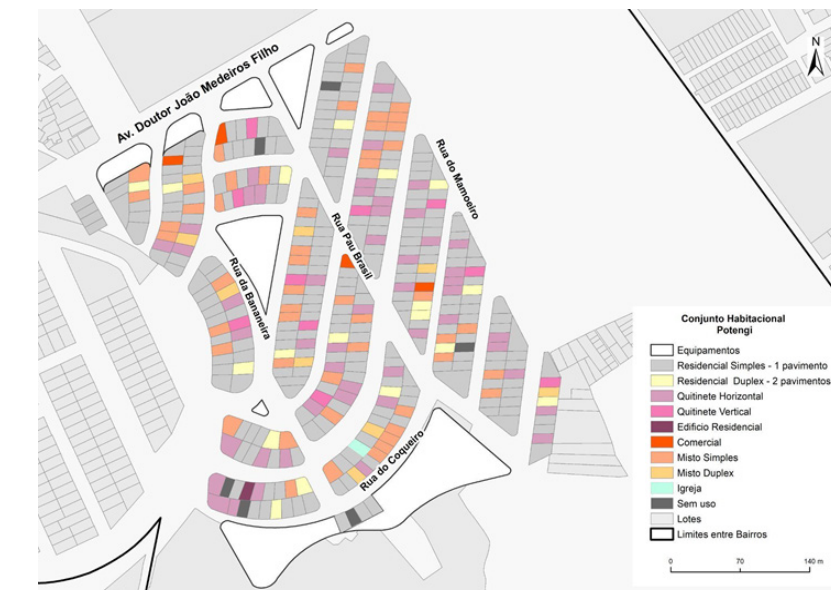 Av. Doutor João Medeiros Filho
N
Rua do Mamoeiro
Rua Pau Brasil
Rua da Bananeira
Rua do Coqueiro
Conjunto Habitacional
Potengi
Equipamentos
Residencial Simples - 1 pavimento
Residencial Duplex - 2 pavimentos
Quitinete Horizontal
Quitinete Vertical
Edificio Residencial
Comercial
Misto Simples
Misto Duplex
Igreja
Sem uso
Lotes
Limites entre Bairros
0 70 140 m